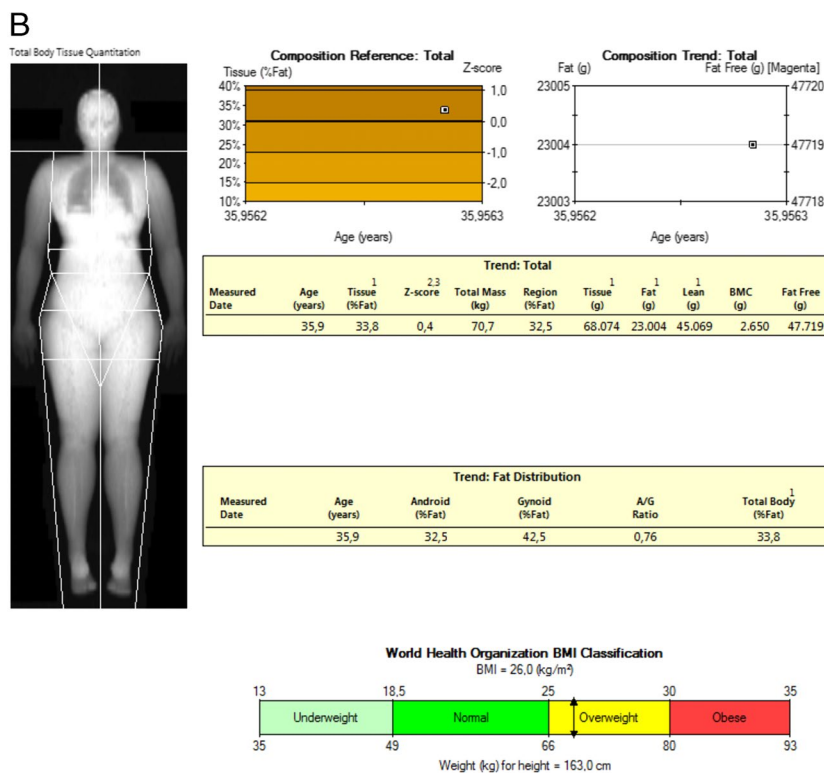 B
Total Body Tissue Quantitation
Composition Reference: Total
Tissue (%Fat) Z-score
40%
35%
30%
25%
20%
15%
10%
1,0
0,0
-1,0
-2,0
35,9562 35,9563
Age (years)
Composition Trend: Total
Fat (g) Fat Free (g) [Magenta]
23005 47720
23004 47719
23003 47718
35,9562 35,9563
Age (years)
Trend: Total
1 2,3 1 1 1
Measured Age Tissue Z-score Total Mass Region Tissue Fat Lean BMC Fat Free
Date (years) (%Fat) (kg) (%Fat) (g) (g) (g) (g) (g)
35,9 33,8 0,4 70,7 32,5 68.074 23.004 45.069 2.650 47.719
Trend: Fat Distribution
1
Measured Age Android Gynoid A/G Total Body
Date (years) (%Fat) (%Fat) Ratio (%Fat)
35,9 32,5 42,5 0,76 33,8
World Health Organization BMI Classification
BMI = 26,0 (kg/m²)
13 18,5 25 30 35
Underweight Normal Overweight Obese
35 49 66 80 93
Weight (kg) for height = 163,0 cm